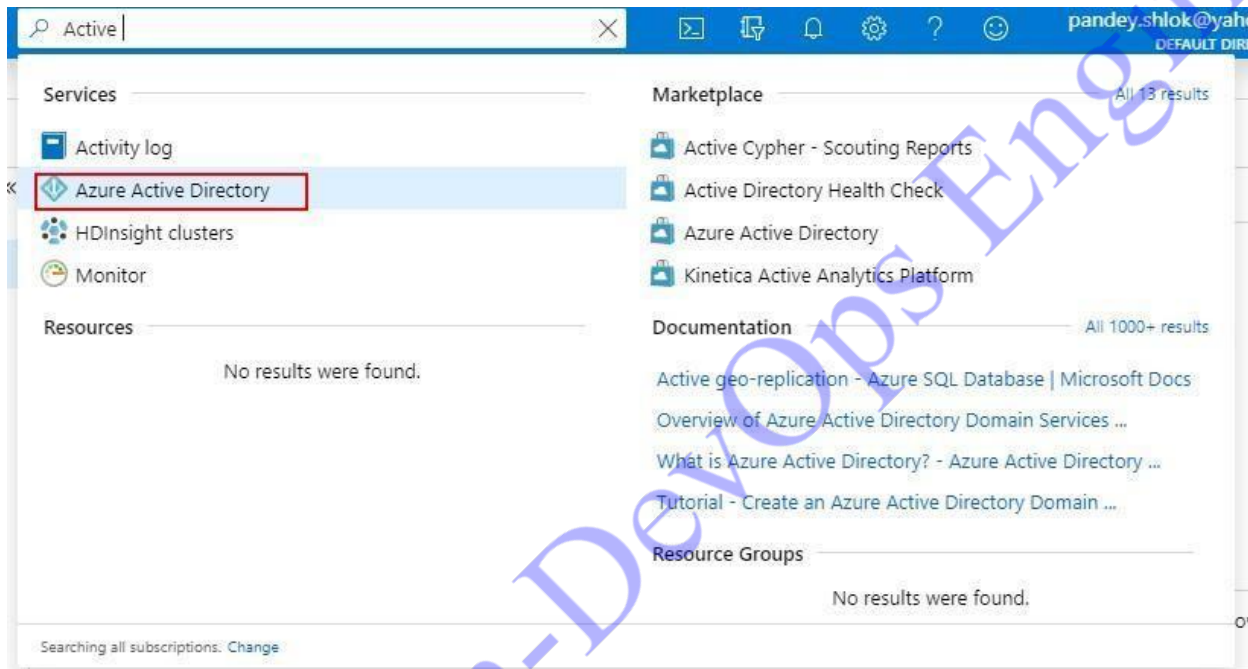 Active
pandey.shlok@yaho
DEFAULT DIRE
Services
Activity log
Azure Active Directory
HDInsight clusters
Monitor
Resources
No results were found.
Marketplace
All 13 results
Active Cypher - Scouting Reports
Active Directory Health Check
Azure Active Directory
Kinetica Active Analytics Platform
Documentation
All 1000+ results
Active geo-replication - Azure SQL Database | Microsoft Docs
Overview of Azure Active Directory Domain Services ...
What is Azure Active Directory? - Azure Active Directory ...
Tutorial - Create an Azure Active Directory Domain ...
Resource Groups
No results were found.
Searching all subscriptions. Change
-DevOps Engi